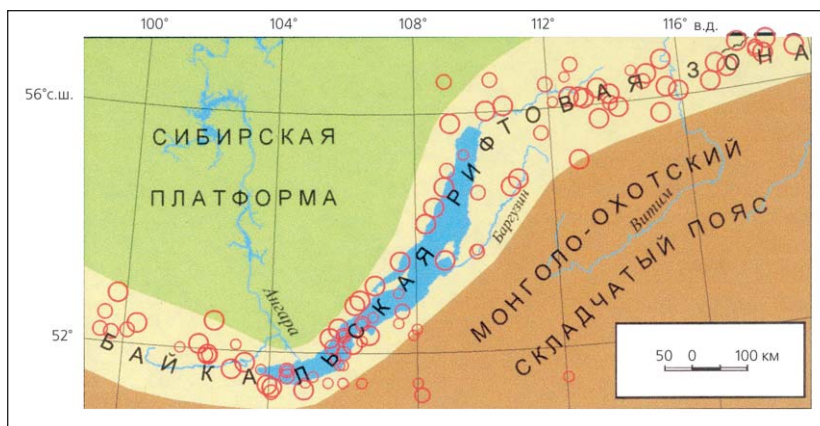 100° 104° 108° 112° 116° в.д.
56°с.ш.
СИБИРСКАЯ
ПЛАТФОРМА
БАЙКАЛЬСКАЯ РИФТОВАЯ ЗОНА
Баргузин
Витим
МОНГОЛО-ОХОТСКИЙ
СКЛАДЧАТЫЙ ПОЯС
Ангара
52°
50 0 100 км